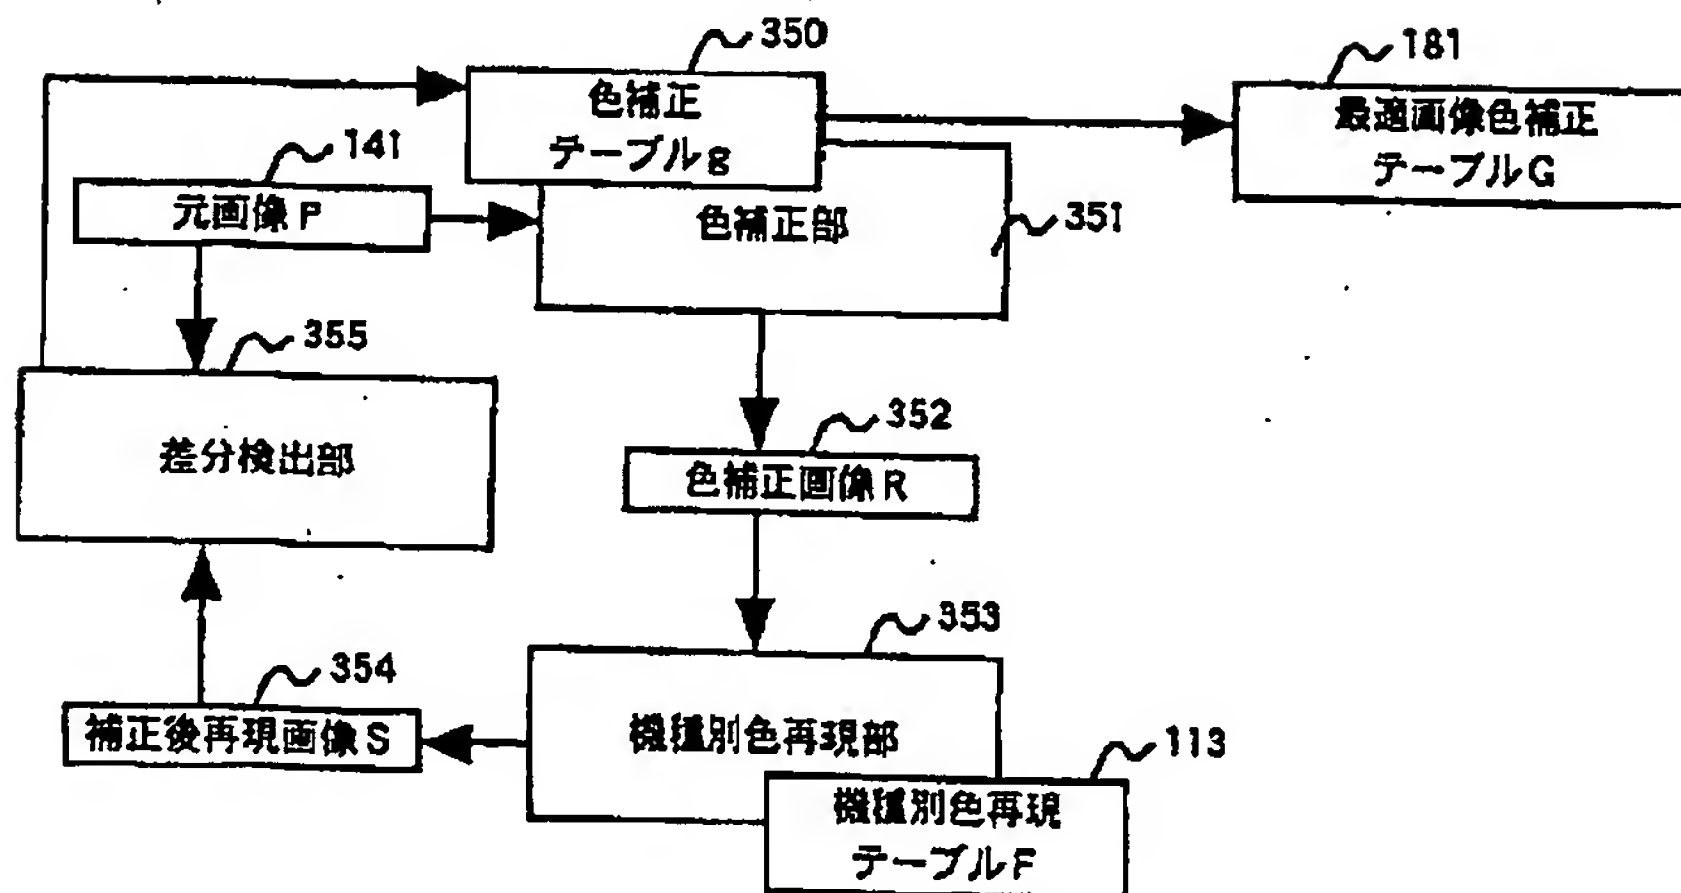 350
色補正
テーブルg
181
最適画像色補正
テーブルG
141
元画像P
色補正部
351
355
差分検出部
352
色補正画像R
353
機種別色再現部
354
補正後再現画像S
113
機種別色再現
テーブルF